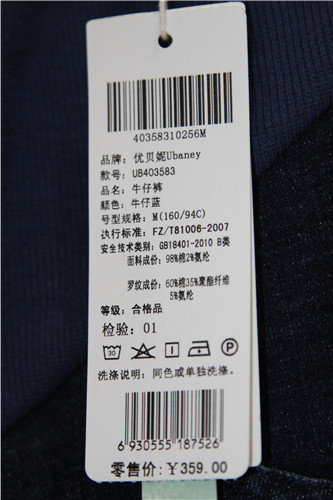 40358310256M
品牌：优贝妮Ubaney
款号：UB403583
品名：牛仔裤
颜色：牛仔蓝
号型规格：M(160/94C)
执行标准：FZ/T81006-2007
安全技术类别：GB18401-2010 B类
面料成份：98%棉2%氨纶
罗纹成份：60%棉35%聚酯纤维
5%氨纶
等级：合格品
检验：01
30
P
洗涤说明：同色或单独洗涤.
6 930555 187526
零售价：￥359.00